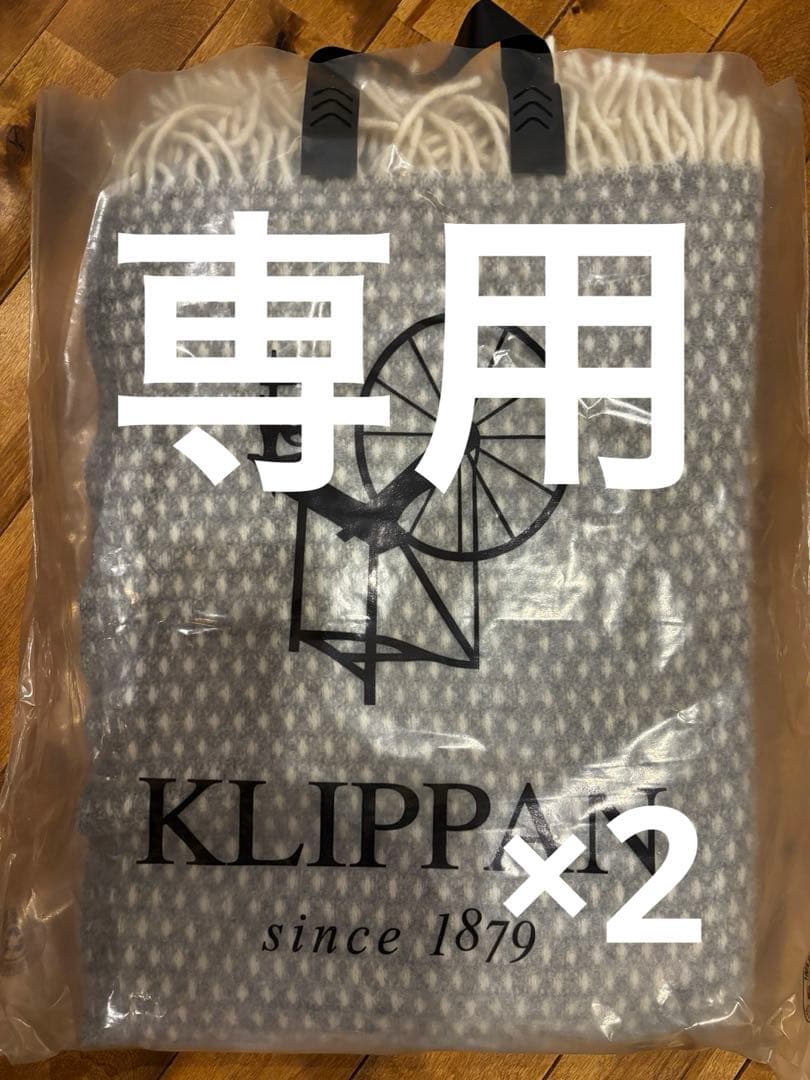 専用
KLIPPAN
×2
since 1879